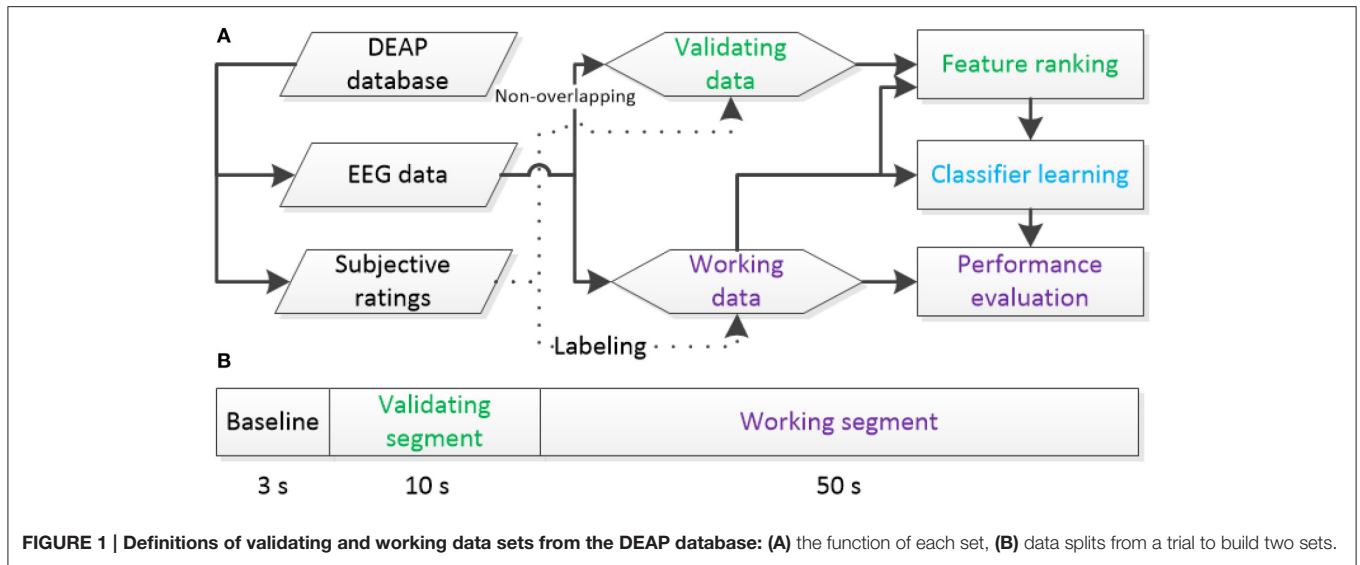 A
DEAP
database
Validating
data
Feature ranking
Non-overlapping
EEG data
Classifier learning
Subjective
ratings
Working
data
Performance
evaluation
Labeling
B
Baseline
Validating
segment
Working segment
3 s
10 s
50 s
FIGURE 1 | Definitions of validating and working data sets from the DEAP database: (A) the function of each set, (B) data splits from a trial to build two sets.